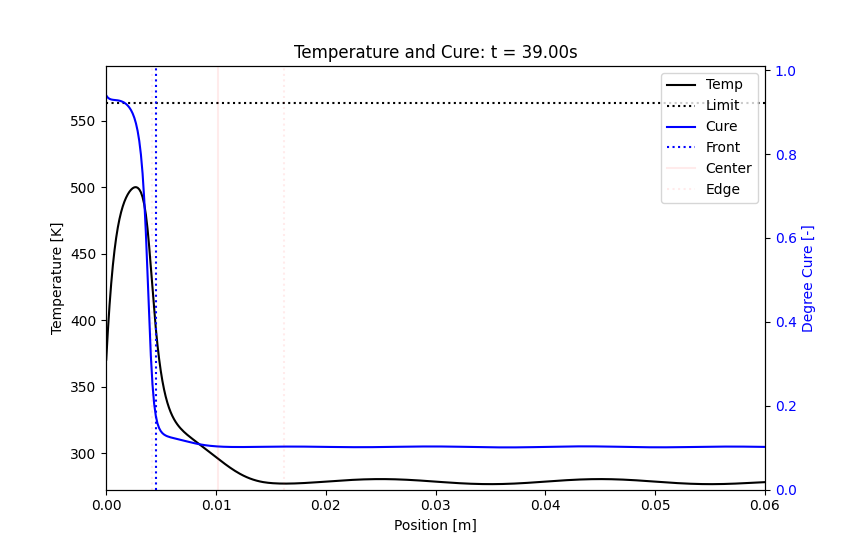 Temperature and Cure: t = 39.00s
Temperature [K]
550
500
450
400
350
300
Temp
Limit
Cure
Front
Center
Edge
1.0
0.8
0.6
0.4
0.2
0.0
Degree Cure [-]
0.00
0.01
0.02
0.03
0.04
0.05
0.06
Position [m]